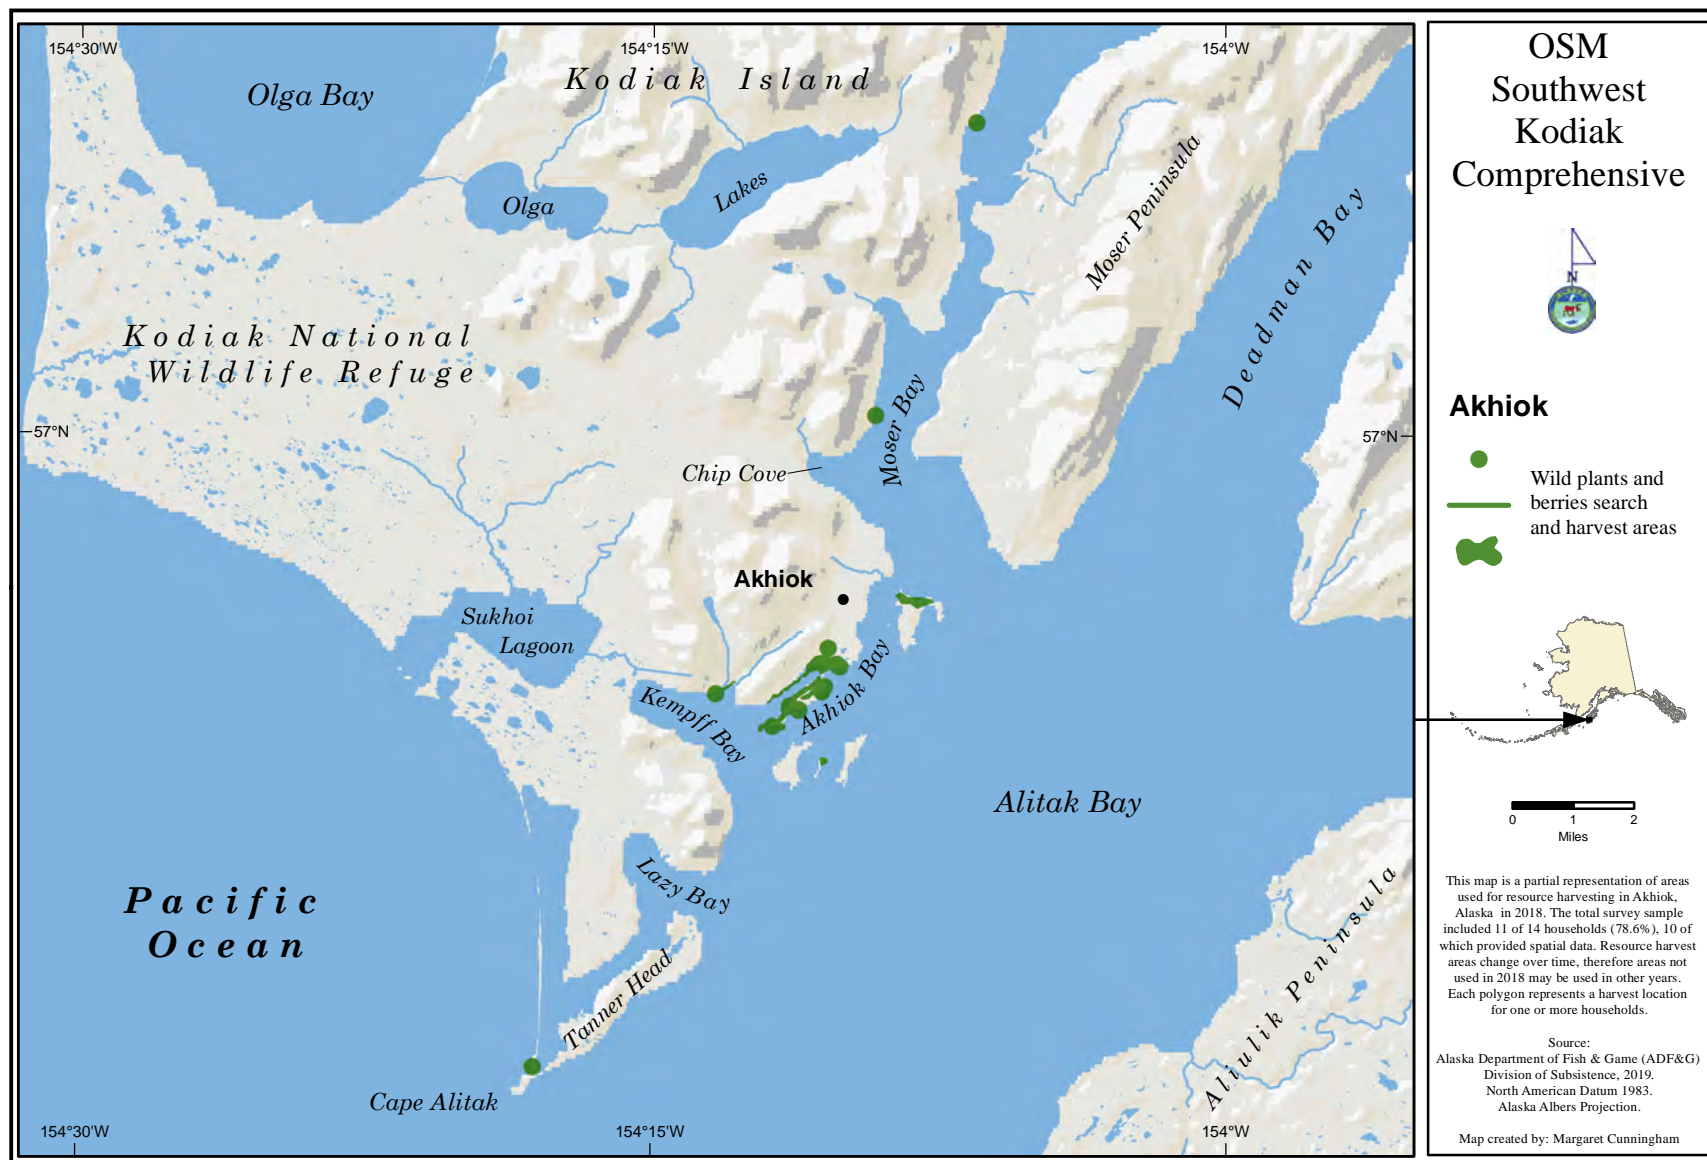 154°30'W
154°15'W
154°W
Olga Bay
Kodiak Island
Olga
Lakes
Moser Peninsula
Deadman Bay
Kodiak National
Wildlife Refuge
57°N
57°N
Moser Bay
Chip Cove
Akhiok
Sukhoi
Lagoon
Kempff Bay
Akhiok Bay
Alitak Bay
Lazy Bay
Pacific
Ocean
Tanner Head
Aliulik Peninsula
Cape Alitak
154°30'W
154°15'W
154°W
OSM
Southwest
Kodiak
Comprehensive
N
ALASKA
Akhiok
Wild plants and
berries search
and harvest areas
0 1 2
Miles
This map is a partial representation of areas
used for resource harvesting in Akhiok,
Alaska in 2018. The total survey sample
included 11 of 14 households (78.6%), 10 of
which provided spatial data. Resource harvest
areas change over time, therefore areas not
used in 2018 may be used in other years.
Each polygon represents a harvest location
for one or more households.
Source:
Alaska Department of Fish & Game (ADF&G)
Division of Subsistence, 2019.
North American Datum 1983.
Alaska Albers Projection.
Map created by: Margaret Cunningham